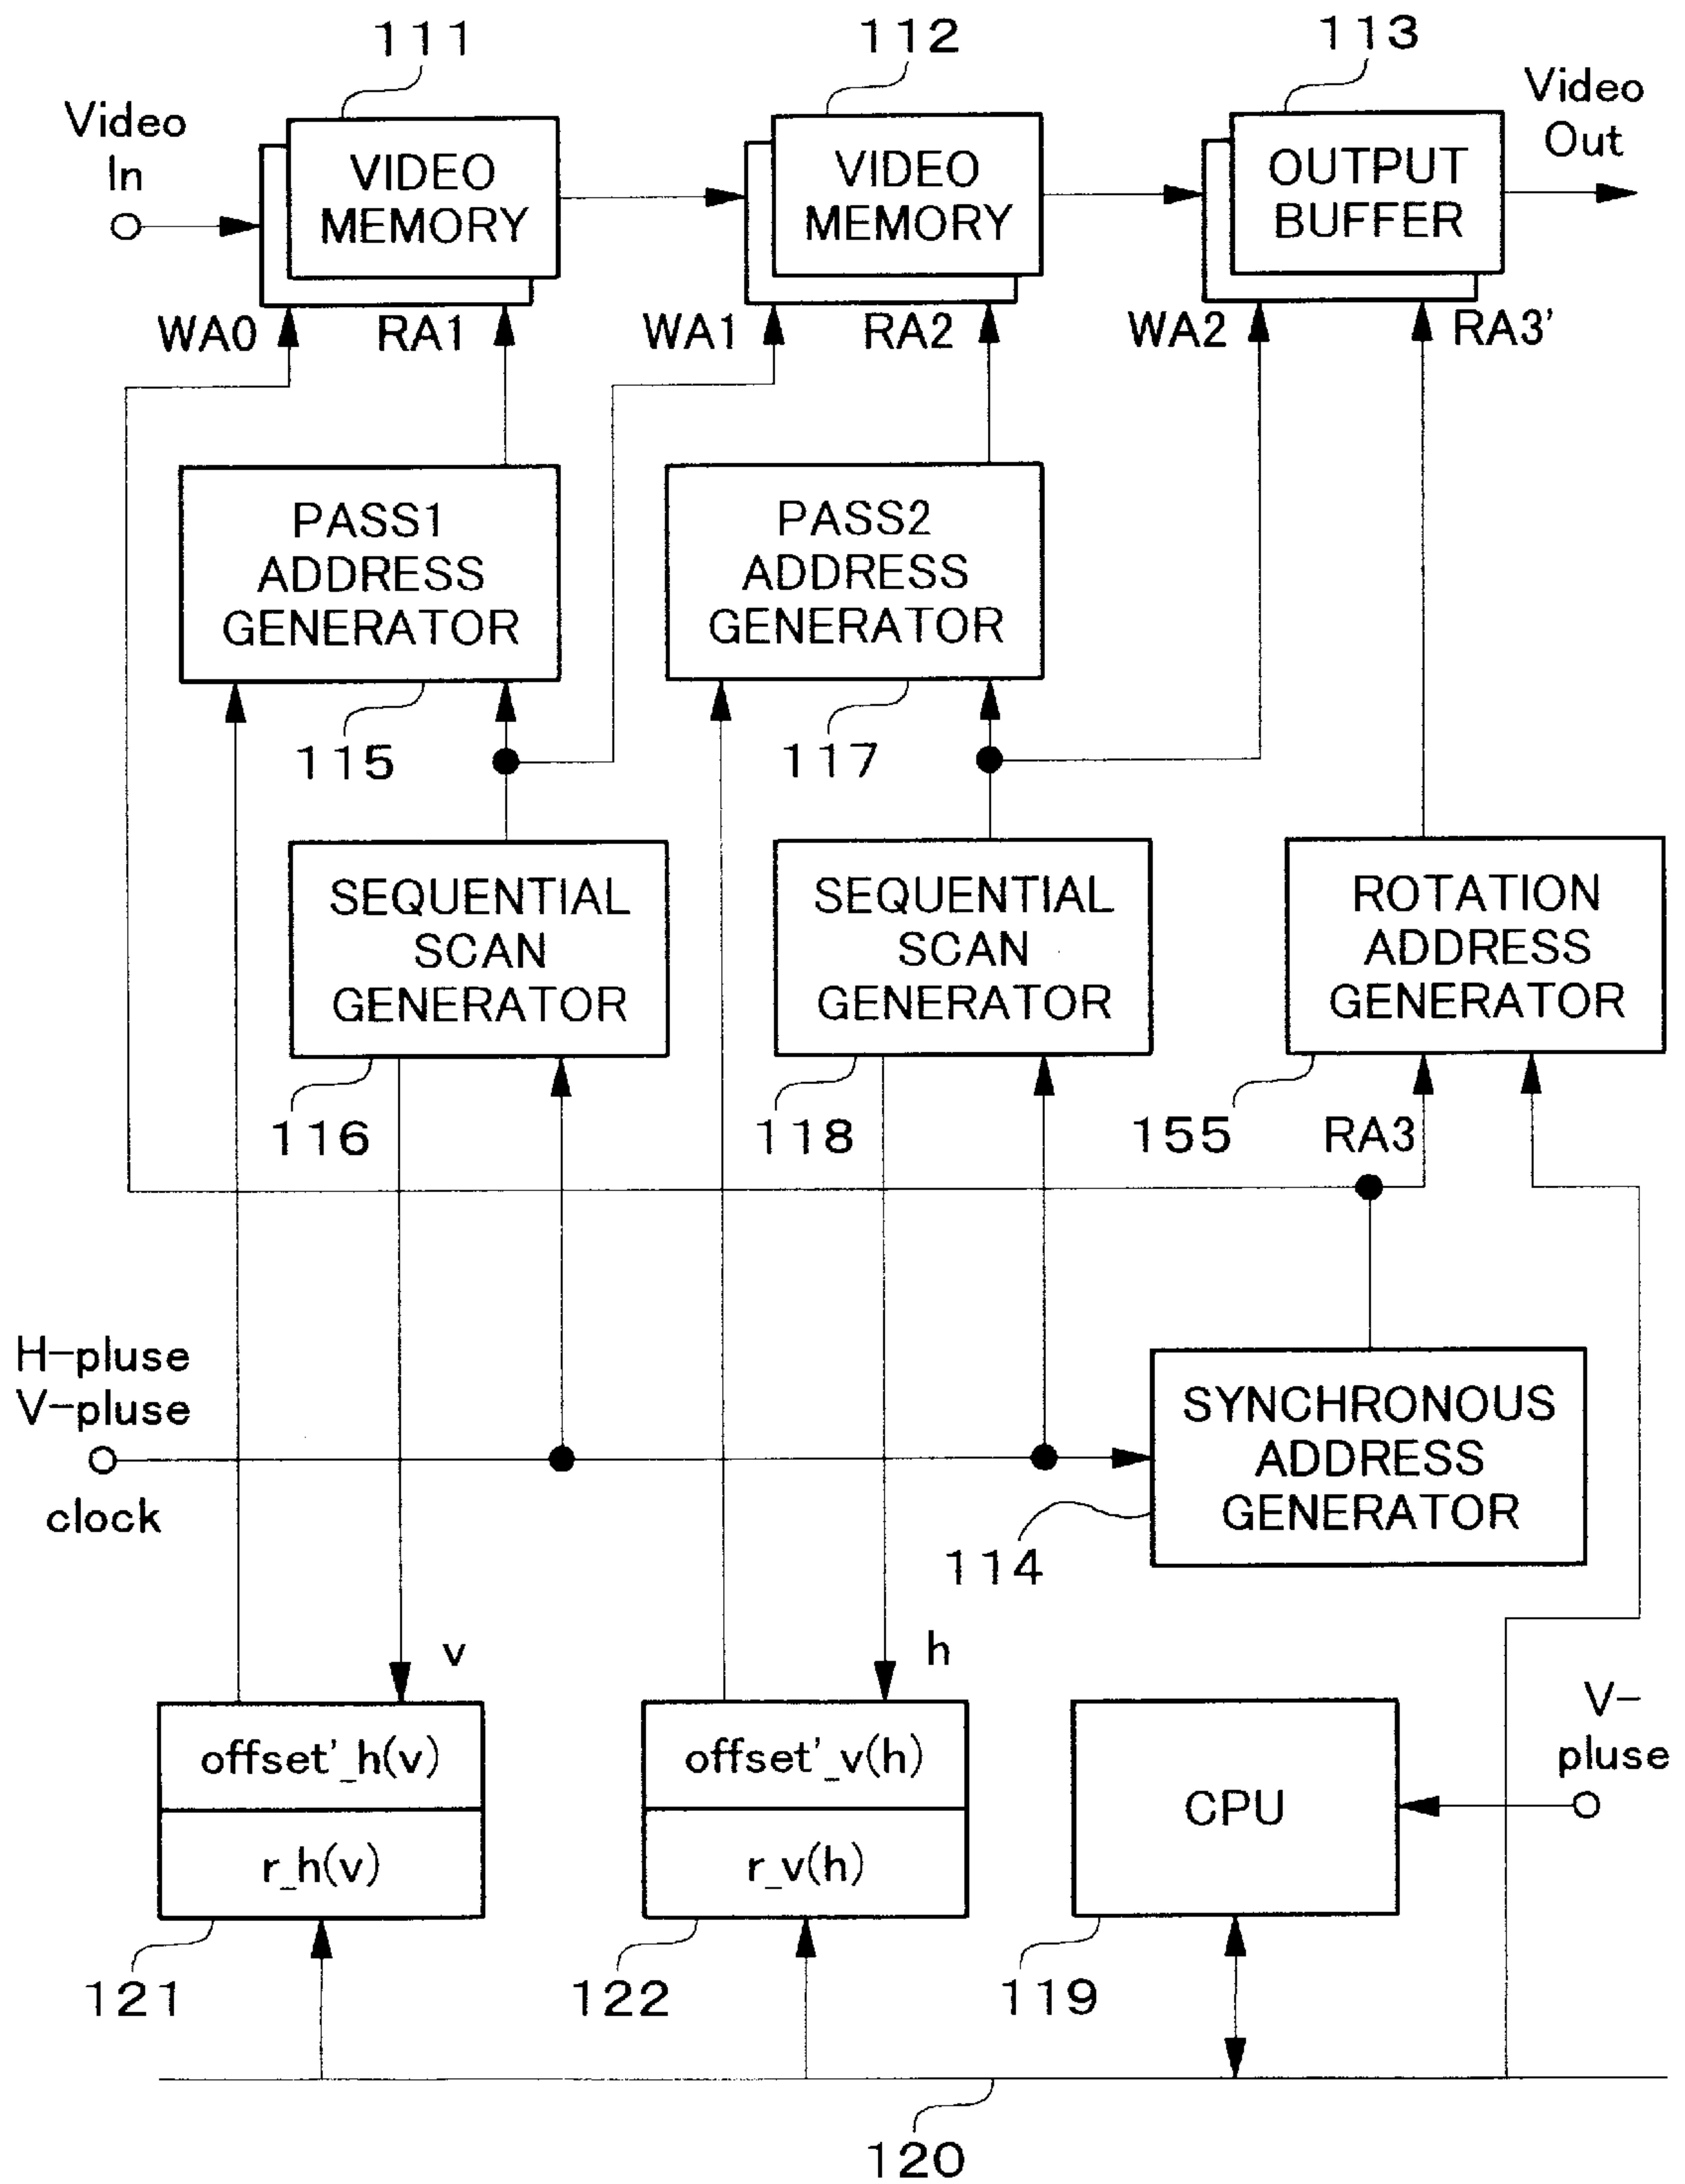 111
112
113
Video
In
VIDEO
MEMORY
VIDEO
MEMORY
OUTPUT
BUFFER
Video
Out
WA0
RA1
WA1
RA2
WA2
RA3'
PASS1
ADDRESS
GENERATOR
PASS2
ADDRESS
GENERATOR
115
117
SEQUENTIAL
SCAN
GENERATOR
SEQUENTIAL
SCAN
GENERATOR
ROTATION
ADDRESS
GENERATOR
116
118
155
RA3
H-pluse
V-pluse
clock
SYNCHRONOUS
ADDRESS
GENERATOR
114
v
h
offset'_h(v)
r_h(v)
offset'_v(h)
r_v(h)
CPU
V-
pluse
121
122
119
120